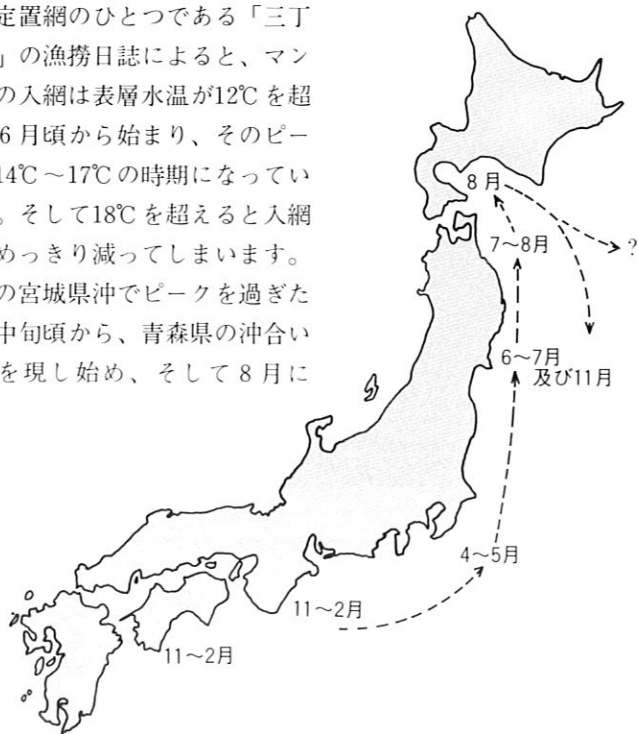 定置網のひとつである「三丁
」の漁撈日誌によると、マン
の入網は表層水温が12℃を超
6月頃から始まり、そのピー
14℃〜17℃の時期になってい
。そして18℃を超えると入網
めっきり減ってしまいます。
の宮城県沖でピークを過ぎた
中旬頃から、青森県の沖合い
を現し始め、そして8月に
8月
7〜8月
?
6〜7月
及び11月
4〜5月
11〜2月
11〜2月